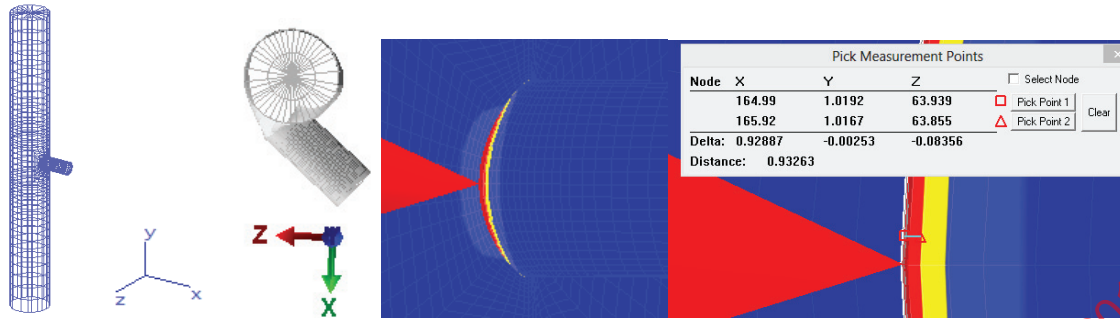 y
z
x
Z
X
Pick Measurement Points
Node X Y Z Select Node
164.99 1.0192 63.939 Pick Point 1
165.92 1.0167 63.855 Pick Point 2
Clear
Delta: 0.92887 -0.00253 -0.08356
Distance: 0.93263